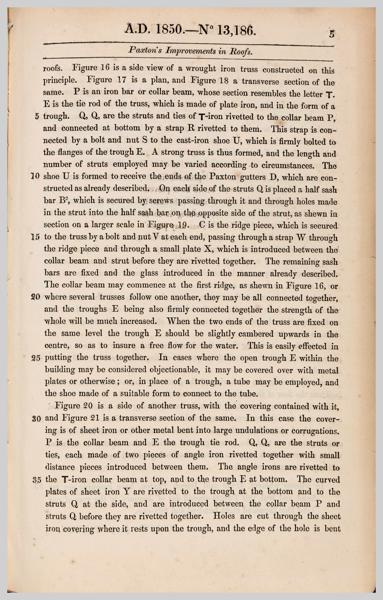 A.D. 1850.—Nº 13,186. 5
Paxton's Improvements in Roofs.
roofs. Figure 16 is a side view of a wrought iron truss constructed on this
principle. Figure 17 is a plan, and Figure 18 a transverse section of the
same. P is an iron bar or collar beam, whose section resembles the letter T.
E is the tie rod of the truss, which is made of plate iron, and in the form of a
5 trough. Q, Q, are the struts and ties of T-iron rivetted to the collar beam P,
and connected at bottom by a strap R rivetted to them. This strap is con-
nected by a bolt and nut S to the cast-iron shoe U, which is firmly bolted to
the flanges of the trough E. A strong truss is thus formed, and the length and
number of struts employed may be varied according to circumstances. The
10 shoe U is formed to receive the ends of the Paxton gutters D, which are con-
structed as already described. On each side of the struts Q is placed a half sash
bar B², which is secured by screws passing through it and through holes made
in the strut into the half sash bar on the opposite side of the strut, as shewn in
section on a larger scale in Figure 19. C is the ridge piece, which is secured
15 to the truss by a bolt and nut V at each end, passing through a strap W through
the ridge piece and through a small plate X, which is introduced between the
collar beam and strut before they are rivetted together. The remaining sash
bars are fixed and the glass introduced in the manner already described.
The collar beam may commence at the first ridge, as shewn in Figure 16, or
20 where several trusses follow one another, they may be all connected together,
and the troughs E being also firmly connected together the strength of the
whole will be much increased. When the two ends of the truss are fixed on
the same level the trough E should be slightly cambered upwards in the
centre, so as to insure a free flow for the water. This is easily effected in
25 putting the truss together. In cases where the open trough E within the
building may be considered objectionable, it may be covered over with metal
plates or otherwise; or, in place of a trough, a tube may be employed, and
the shoe made of a suitable form to connect to the tube.
Figure 20 is a side of another truss, with the covering contained with it,
30 and Figure 21 is a transverse section of the same. In this case the cover-
ing is of sheet iron or other metal bent into large undulations or corrugations.
P is the collar beam and E the trough tie rod. Q, Q, are the struts or
ties, each made of two pieces of angle iron rivetted together with small
distance pieces introduced between them. The angle irons are rivetted to
35 the T-iron collar beam at top, and to the trough E at bottom. The curved
plates of sheet iron Y are rivetted to the trough at the bottom and to the
struts Q at the side, and are introduced between the collar beam P and
struts Q before they are rivetted together. Holes are cut through the sheet
iron covering where it rests upon the trough, and the edge of the hole is bent